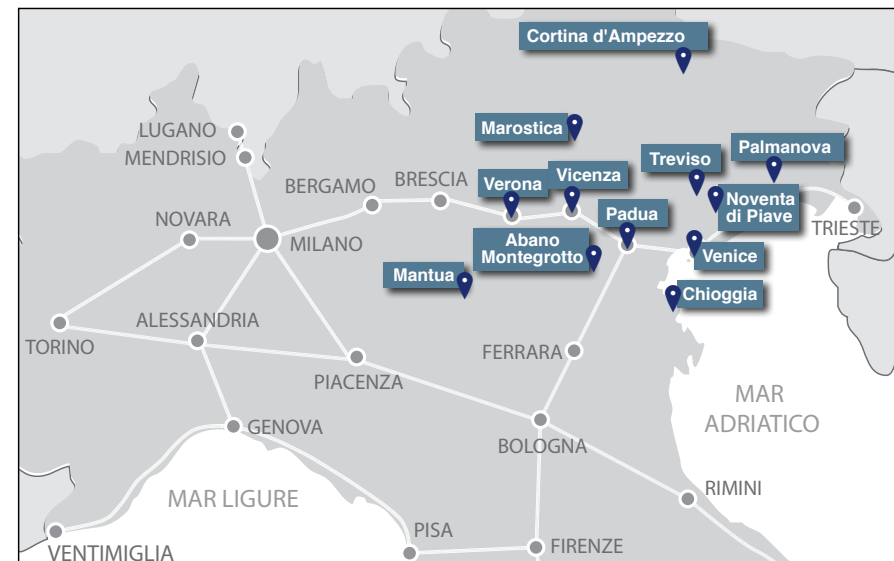 Cortina d'Ampezzo
LUGANO
Marostica
MENDRISIO
Treviso
Palmanova
BERGAMO
BRESCIA
Verona
Vicenza
Noventa
di Piave
NOVARA
Padua
TRIESTE
MILANO
Abano
Montegrotto
Venice
Mantua
Chioggia
ALESSANDRIA
TORINO
FERRARA
PIACENZA
MAR
ADRIATICO
GENOVA
BOLOGNA
MAR LIGURE
RIMINI
PISA
VENTIMIGLIA
FIRENZE